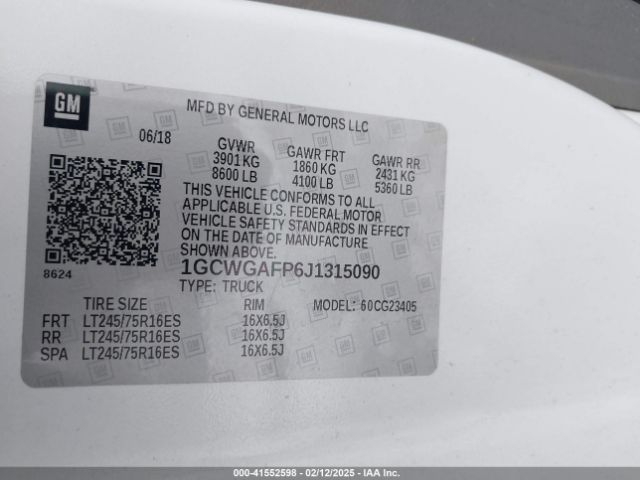 GM
MFD BY GENERAL MOTORS LLC
06/18
GVWR GAWR FRT GAWR RR
3901 KG 1860 KG 2431 KG
8600 LB 4100 LB 5360 LB
THIS VEHICLE CONFORMS TO ALL
APPLICABLE U.S. FEDERAL MOTOR
VEHICLE SAFETY STANDARDS IN EFFECT
ON THE DATE OF MANUFACTURE
SHOWN ABOVE.
8624
1GCWGAFP6J1315090
TYPE: TRUCK MODEL: 60CG23405
TIRE SIZE RIM
FRT LT245/75R16ES 16X6.5J
RR LT245/75R16ES 16X6.5J
SPA LT245/75R16ES 16X6.5J
000-41552598 - 02/12/2025 - IAA Inc.